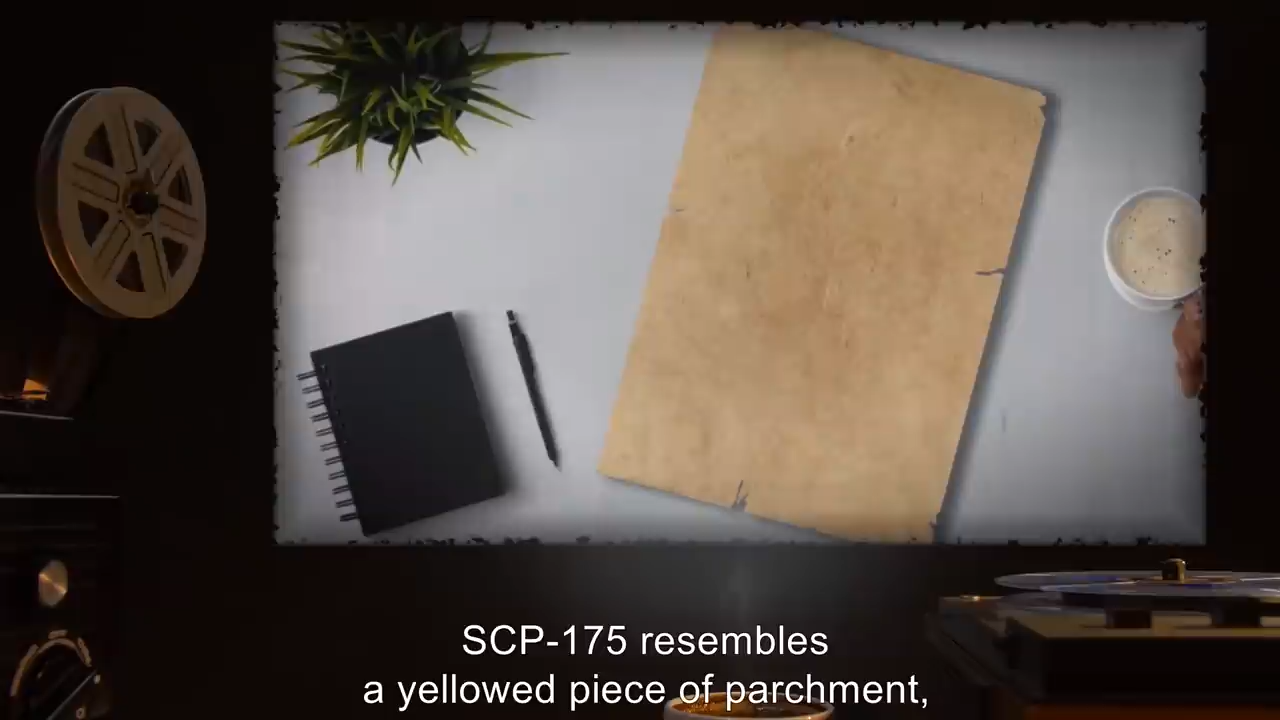 SCP-175 resembles
a yellowed piece of parchment,